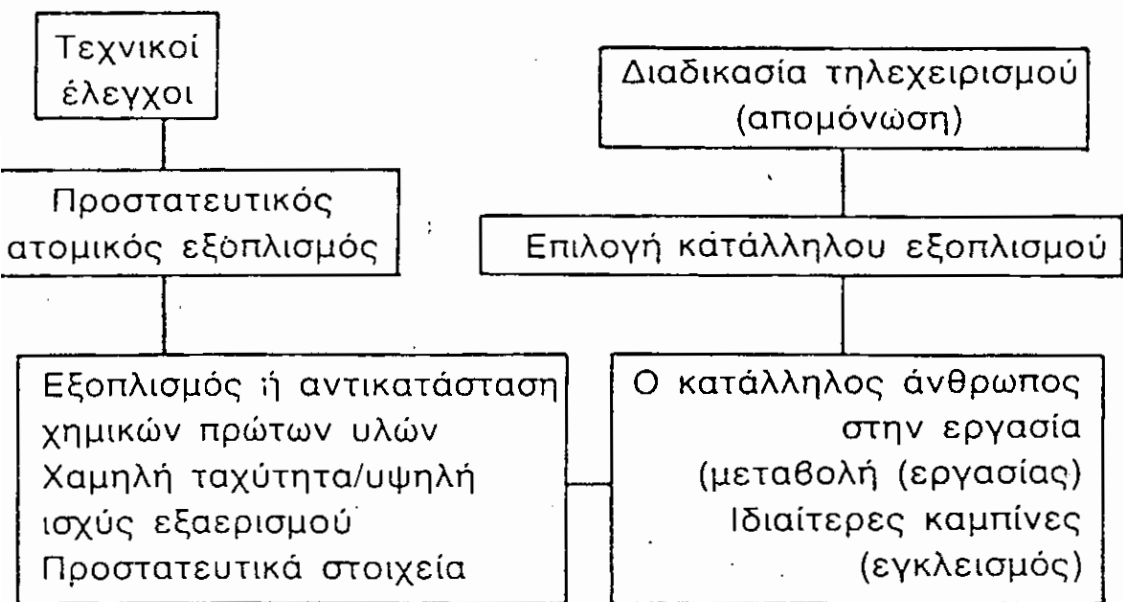 Τεχνικοί
έλεγχοι
Προστατευτικός
ατομικός εξοπλισμός
Εξοπλισμός ή αντικατάσταση
χημικών πρώτων υλών
Χαμηλή ταχύτητα/υψηλή
ισχύς εξαερισμού
Προστατευτικά στοιχεία
Διαδικασία τηλεχειρισμού
(απομόνωση)
Επιλογή κατάλληλου εξοπλισμού
Ο κατάλληλος άνθρωπος
στην εργασία
(μεταβολή (εργασίας)
Ιδιαίτερες καμπίνες
(εγκλεισμός)